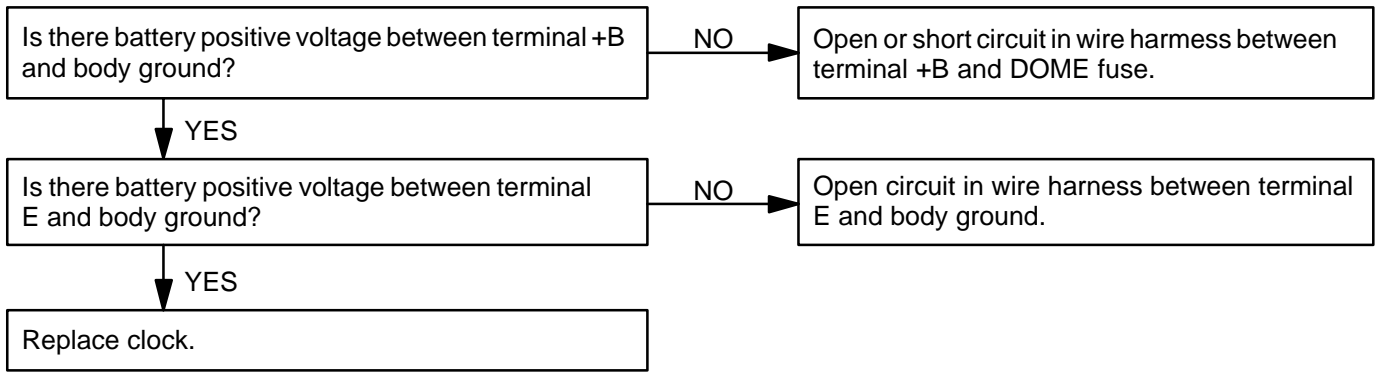 Is there battery positive voltage between terminal +B
and body ground?
NO
Open or short circuit in wire harness between
terminal +B and DOME fuse.
YES
Is there battery positive voltage between terminal
E and body ground?
NO
Open circuit in wire harness between terminal
E and body ground.
YES
Replace clock.